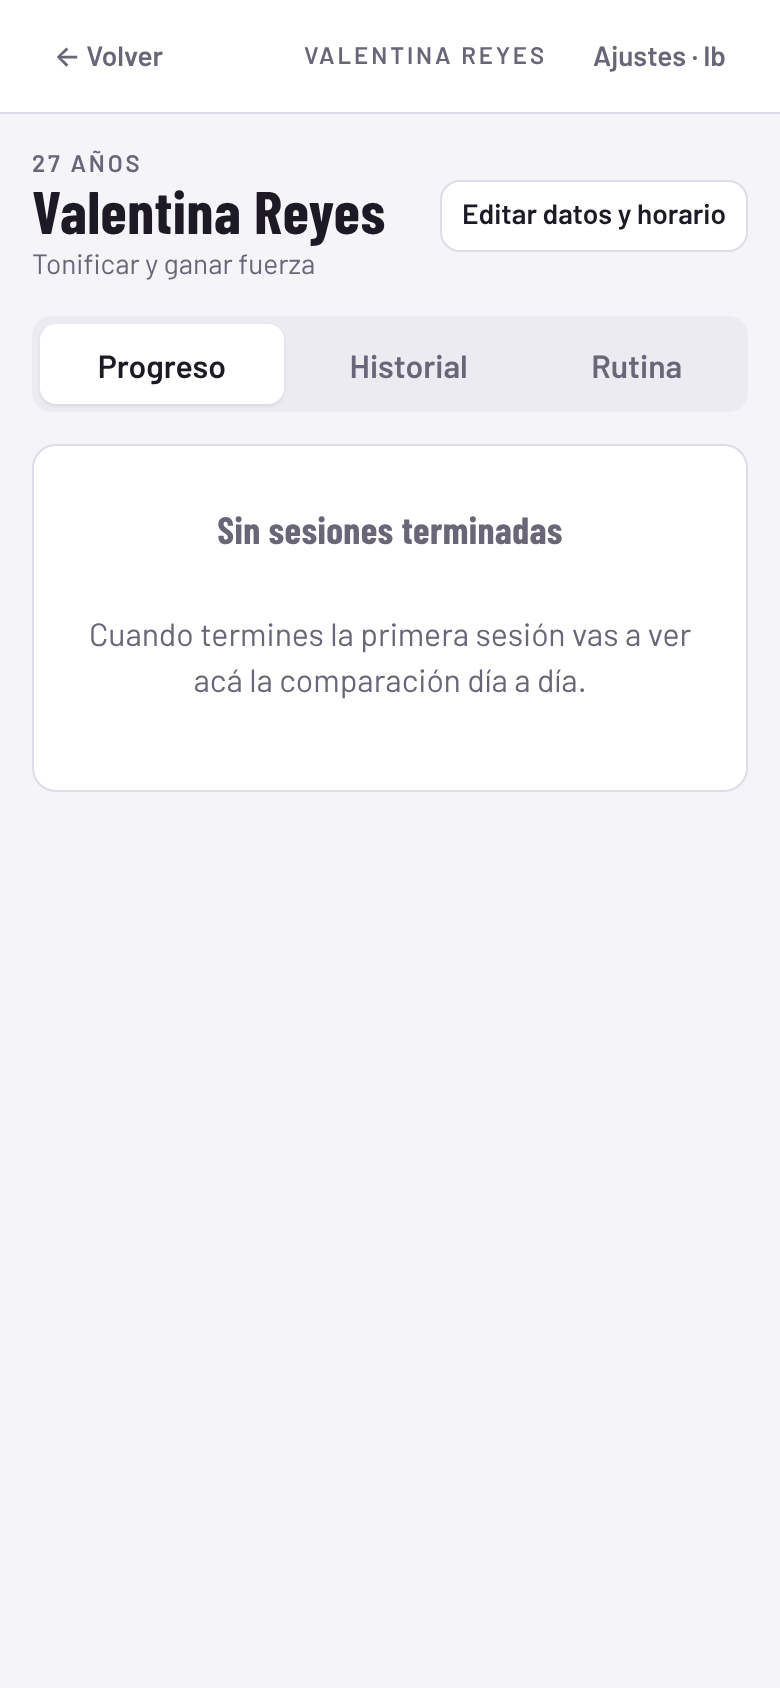 ← Volver
VALENTINA REYES
Ajustes · lb
27 AÑOS
Valentina Reyes
Tonificar y ganar fuerza
Editar datos y horario
Progreso
Historial
Rutina
Sin sesiones terminadas
Cuando termines la primera sesión vas a ver
acá la comparación día a día.